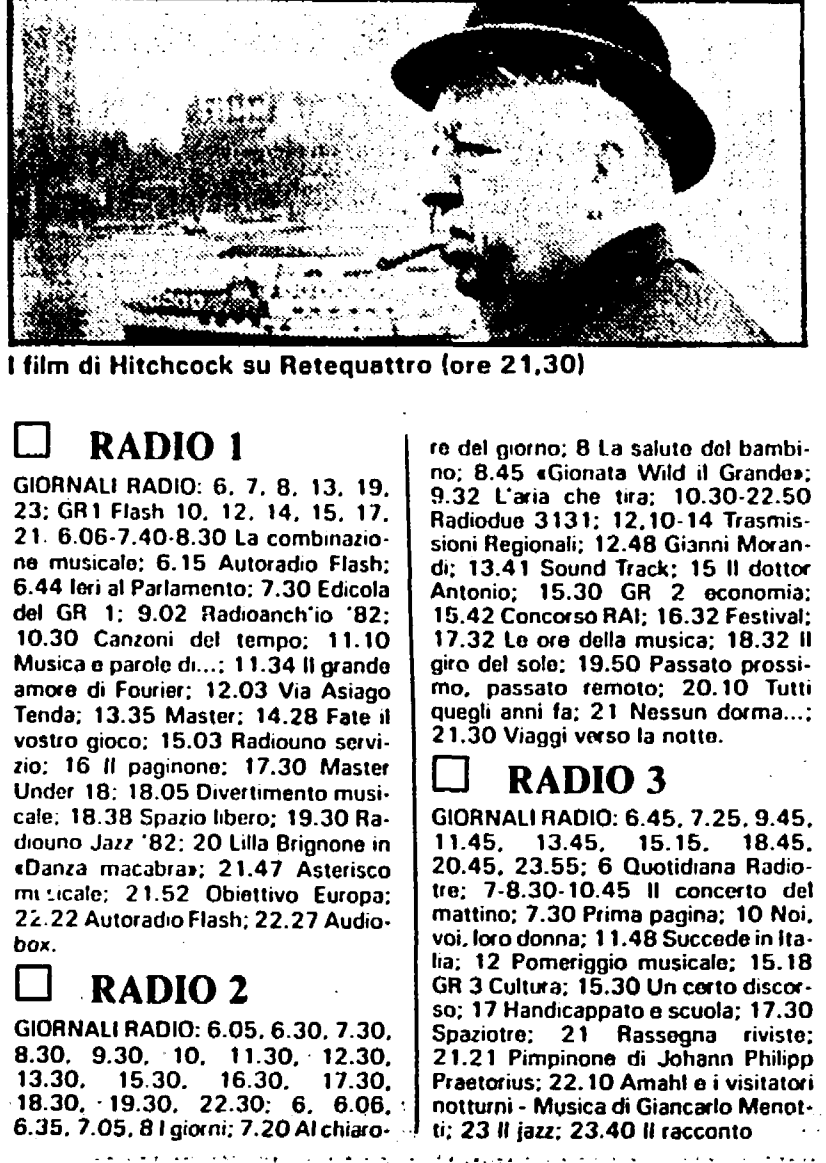 I film di Hitchcock su Retequattro (ore 21,30)
RADIO 1
GIORNALI RADIO: 6, 7, 8, 13, 19,
23; GR1 Flash 10, 12, 14, 15, 17,
21. 6.06-7.40-8.30 La combinazio-
ne musicale; 6.15 Autoradio Flash;
6.44 Ieri al Parlamento; 7.30 Edicola
del GR 1; 9.02 Radioanch'io '82;
10.30 Canzoni del tempo; 11.10
Musica e parole di...; 11.34 Il grande
amore di Fourier; 12.03 Via Asiago
Tenda; 13.35 Master; 14.28 Fate il
vostro gioco; 15.03 Radiouno servi-
zio; 16 Il paginone; 17.30 Master
Under 18; 18.05 Divertimento musi-
cale; 18.38 Spazio libero; 19.30 Ra-
diouno Jazz '82; 20 Lilla Brignone in
«Danza macabra»; 21.47 Asterisco
musicale; 21.52 Obiettivo Europa;
22.22 Autoradio Flash; 22.27 Audio-
box.
RADIO 2
GIORNALI RADIO: 6.05, 6.30, 7.30,
8.30, 9.30, 10, 11.30, 12.30,
13.30, 15.30, 16.30, 17.30,
18.30, 19.30, 22.30; 6, 6.06,
6.35, 7.05, 8 I giorni; 7.20 Al chiaro-
re del giorno; 8 La salute del bambi-
no; 8.45 «Gionata Wild il Grande»;
9.32 L'aria che tira; 10.30-22.50
Radiodue 3131; 12,10-14 Trasmis-
sioni Regionali; 12.48 Gianni Moran-
di; 13.41 Sound Track; 15 Il dottor
Antonio; 15.30 GR 2 economia;
15.42 Concorso RAI; 16.32 Festival;
17.32 Le ore della musica; 18.32 Il
giro del sole; 19.50 Passato prossi-
mo, passato remoto; 20.10 Tutti
quegli anni fa; 21 Nessun dorma...;
21.30 Viaggi verso la notte.
RADIO 3
GIORNALI RADIO: 6.45, 7.25, 9.45,
11.45, 13.45, 15.15, 18.45,
20.45, 23.55; 6 Quotidiana Radio-
tre; 7-8.30-10.45 Il concerto del
mattino; 7.30 Prima pagina; 10 Noi,
voi, loro donna; 11.48 Succede in Ita-
lia; 12 Pomeriggio musicale; 15.18
GR 3 Cultura; 15.30 Un certo discor-
so; 17 Handicappato e scuola; 17.30
Spaziotre; 21 Rassegna riviste;
21.21 Pimpinone di Johann Philipp
Praetorius; 22.10 Amahl e i visitatori
notturni - Musica di Giancarlo Menot-
ti; 23 Il jazz; 23.40 Il racconto